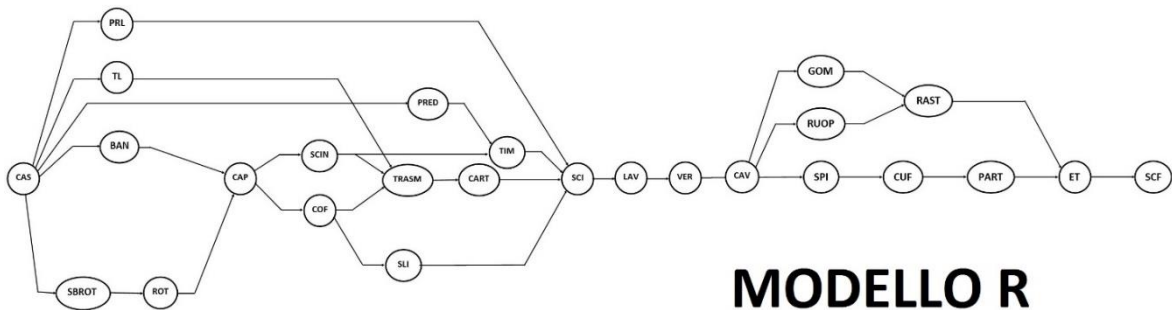 PRL
TL
PRED
BAN
SCIN
TIM
CAS
CAP
TRASM
CART
SCI
LAV
VER
CAV
COF
SLI
SBROT
ROT
GOM
RAST
RUOP
SPI
CUF
PART
ET
SCF
MODELLO R